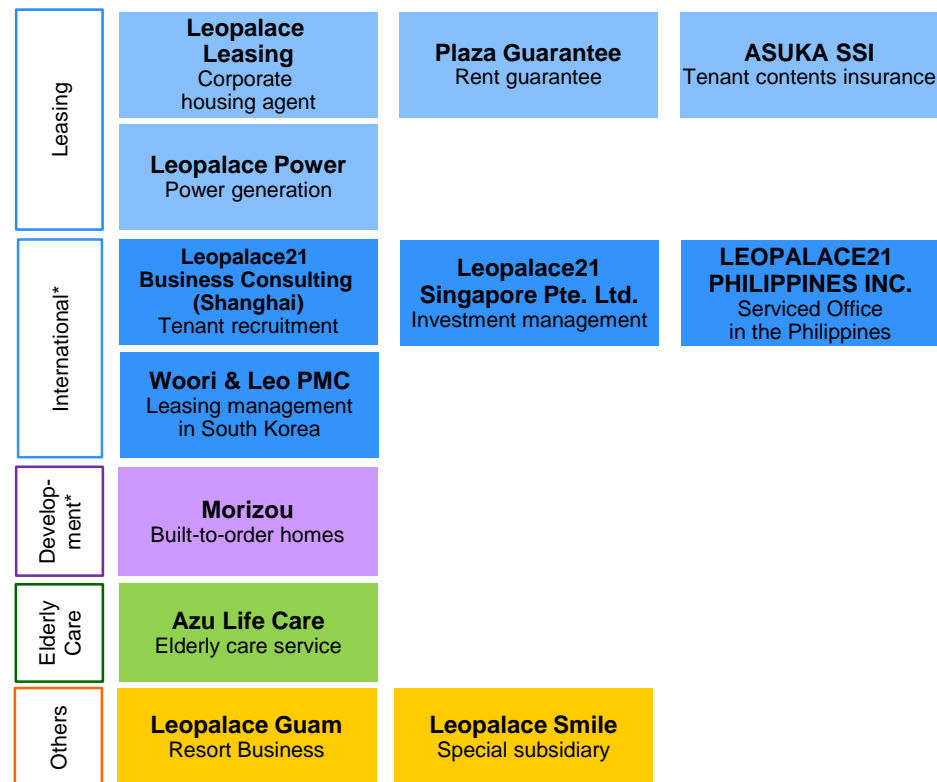 Leasing
Leopalace
Leasing
Corporate
housing agent
Plaza Guarantee
Rent guarantee
ASUKA SSI
Tenant contents insurance
Leopalace Power
Power generation
International*
Leopalace21
Business Consulting
(Shanghai)
Tenant recruitment
Leopalace21
Singapore Pte. Ltd.
Investment management
LEOPALACE21
PHILIPPINES INC.
Serviced Office
in the Philippines
Woori & Leo PMC
Leasing management
in South Korea
Develop-
ment*
Morizou
Built-to-order homes
Elderly
Care
Azu Life Care
Elderly care service
Others
Leopalace Guam
Resort Business
Leopalace Smile
Special subsidiary